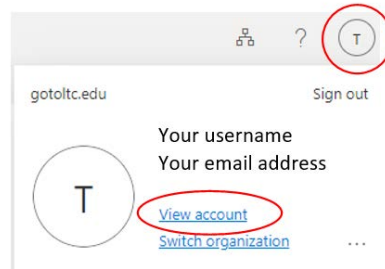 ? T
gotoltc.edu Sign out
T
Your username
Your email address
View account
Switch organization ...